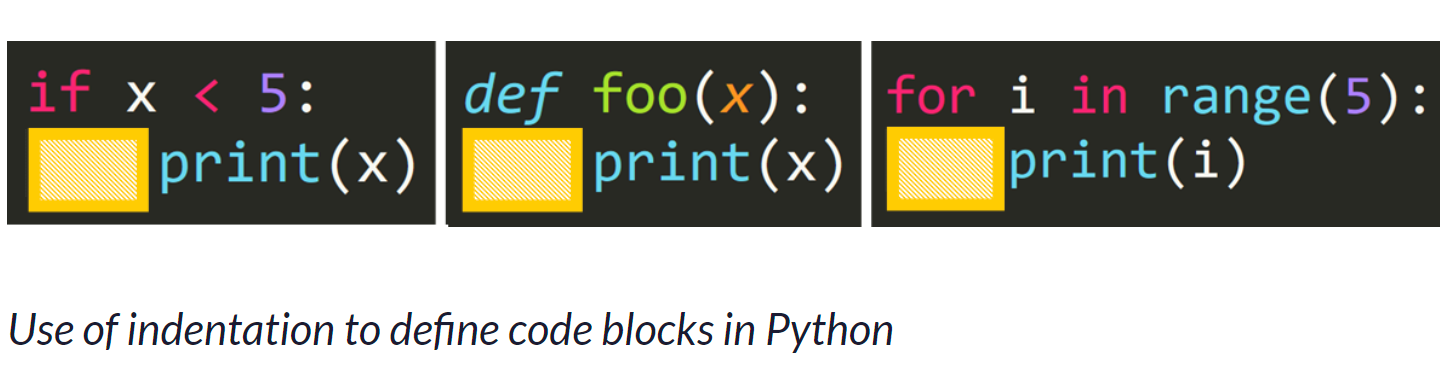 if x < 5:
print(x)
def foo(x):
print(x)
for i in range(5):
print(i)
Use of indentation to define code blocks in Python